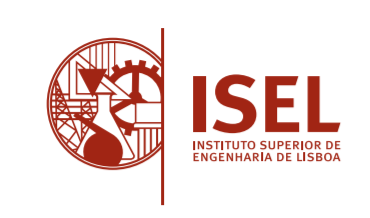 ISEL
INSTITUTO SUPERIOR DE
ENGENHARIA DE LISBOA